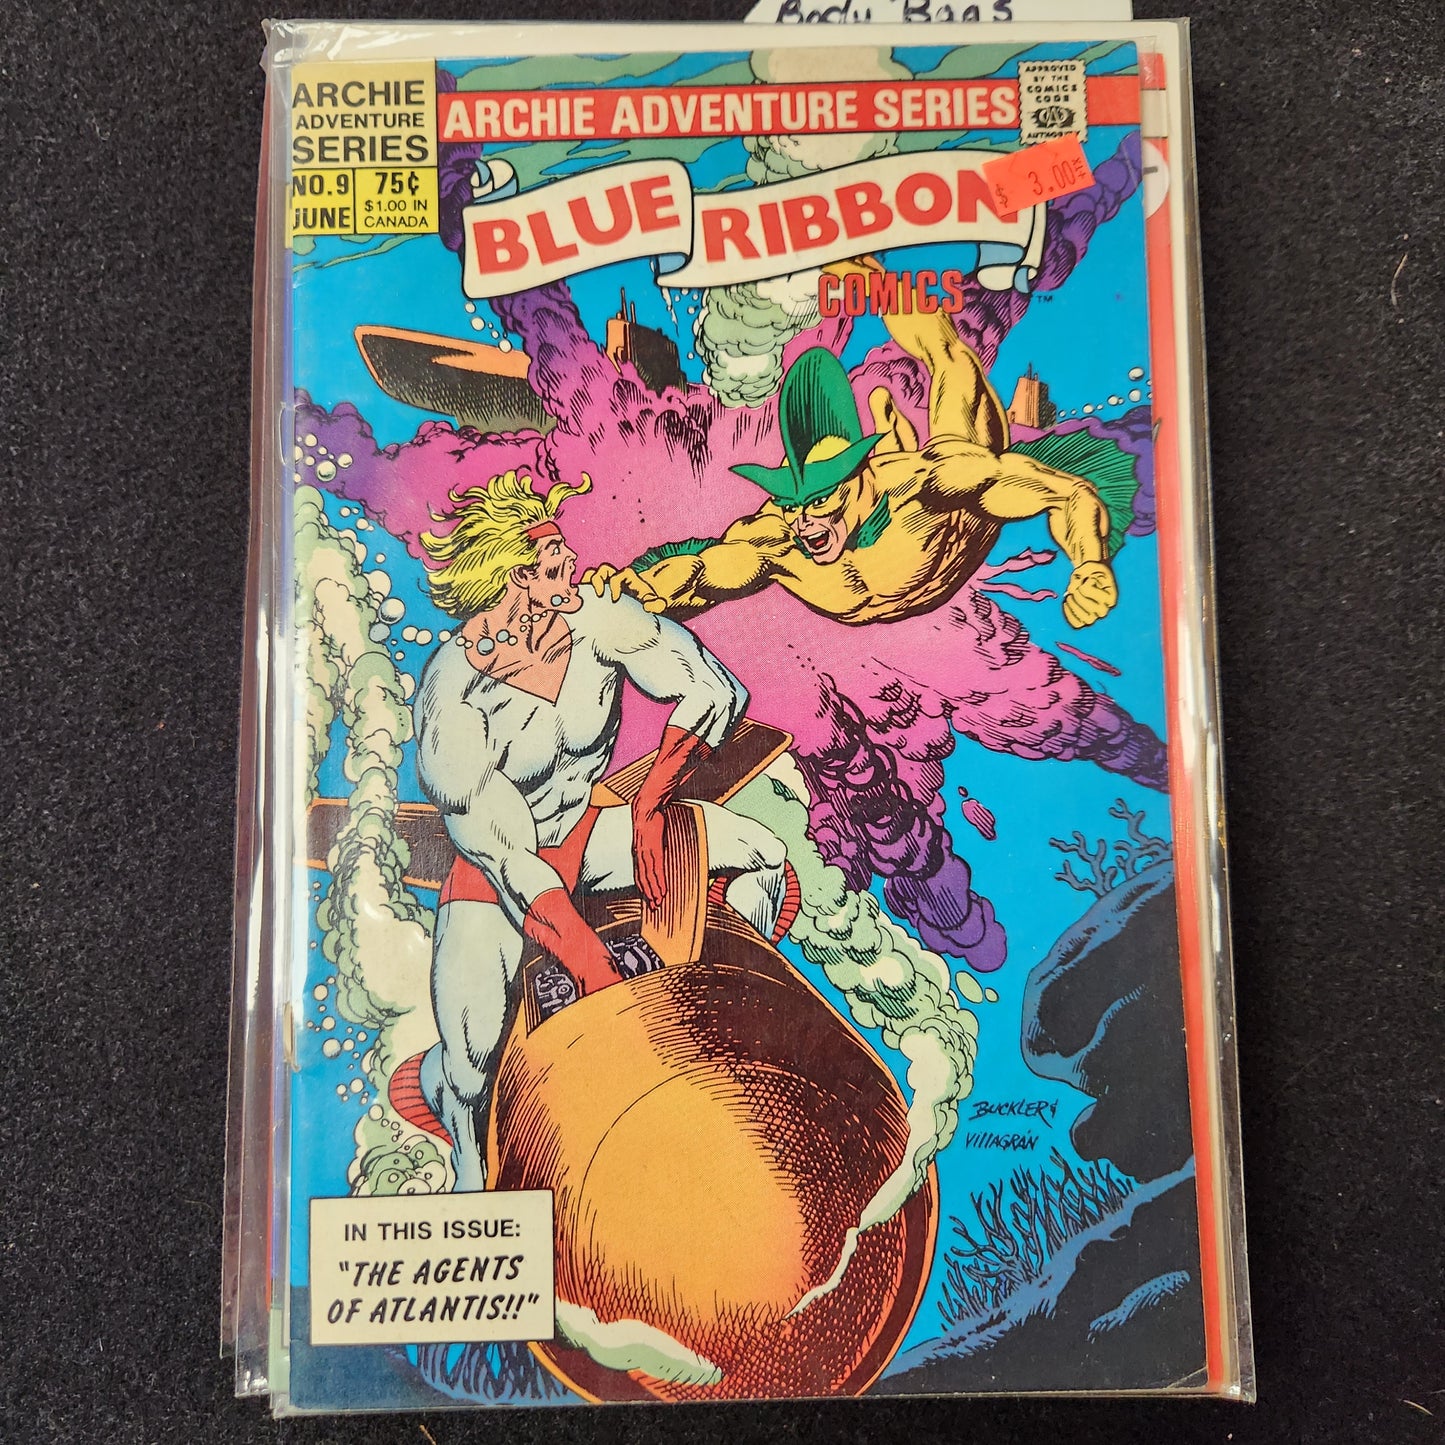 Body Bags
ARCHIE
ADVENTURE
SERIES
NO.9
JUNE
75¢
$1.00 IN
CANADA
ARCHIE ADVENTURE SERIES
APPROVED
BY THE
COMICS
CODE
AUTHORITY
$ 3.00
BLUE RIBBON
COMICS
TM
BUCKLER &
VILLAGRÁN
IN THIS ISSUE:
"THE AGENTS
OF ATLANTIS!!"